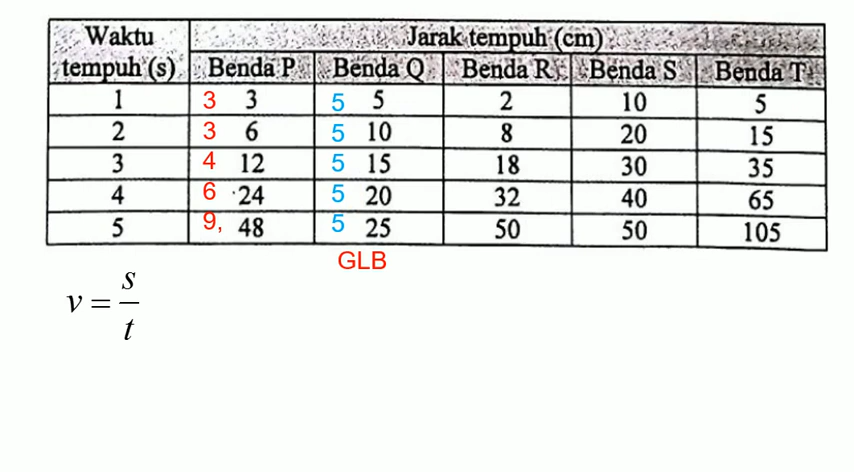 Waktu Jarak tempuh (cm)
tempuh (s) Benda P Benda Q Benda R Benda S Benda T
1 3 3 5 5 2 10 5
2 3 6 5 10 8 20 15
3 4 12 5 15 18 30 35
4 6 24 5 20 32 40 65
5 9, 48 5 25 50 50 105
GLB
v = s/t